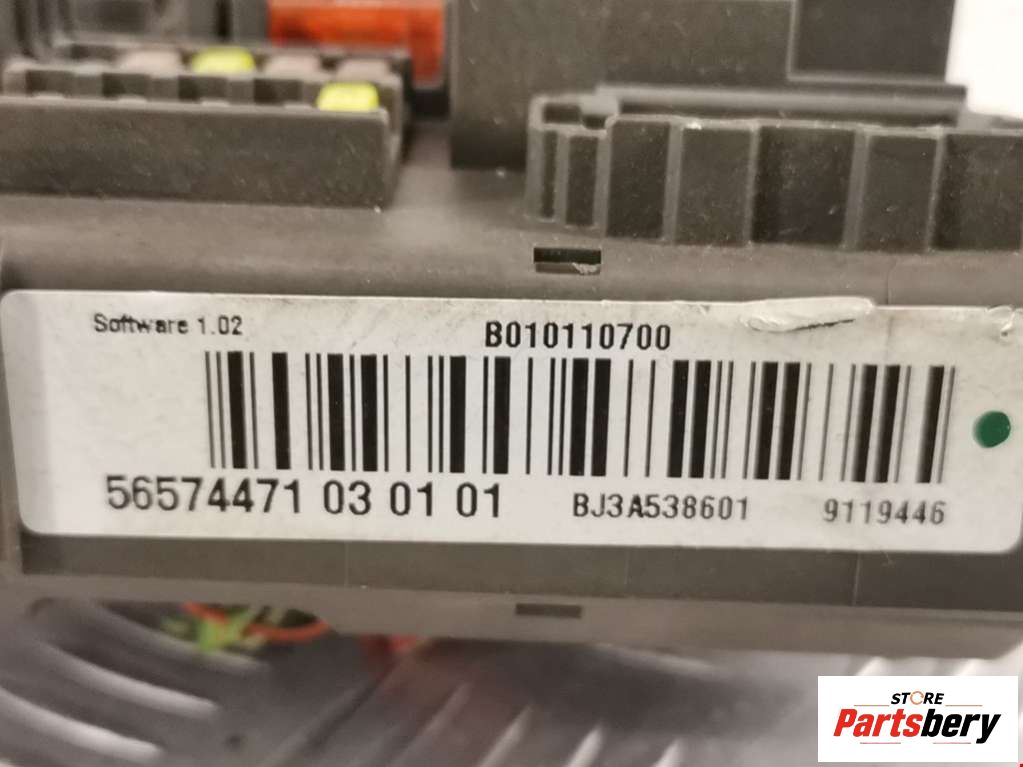 Software 1.02
B010110700
56574471 03 01 01
BJ3A538601
9119446
STORE
Partsbery